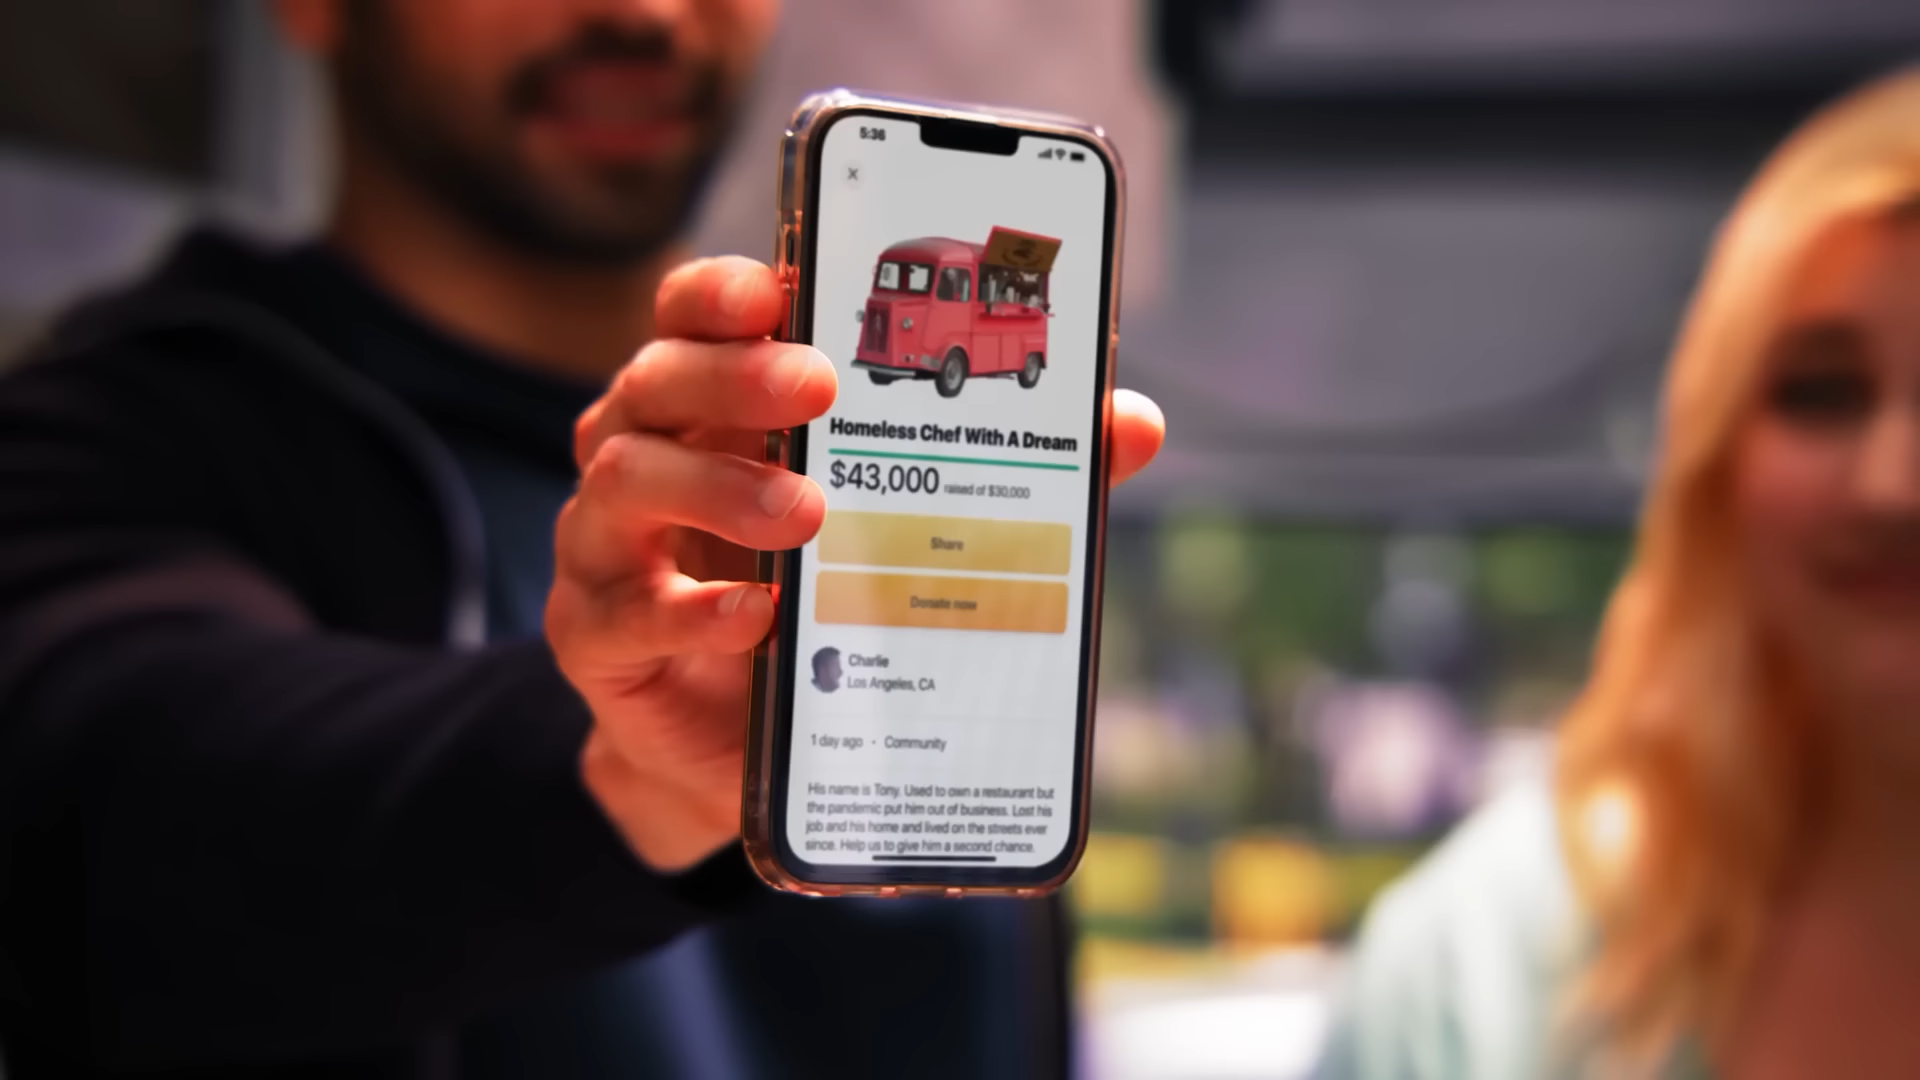 5:36
Homeless Chef With A Dream
$43,000 raised of $30,000
Share
Donate now
Charlie
Los Angeles, CA
1 day ago · Community
His name is Tony. Used to own a restaurant but
the pandemic put him out of business. Lost his
job and his home and lived on the streets ever
since. Help us to give him a second chance.